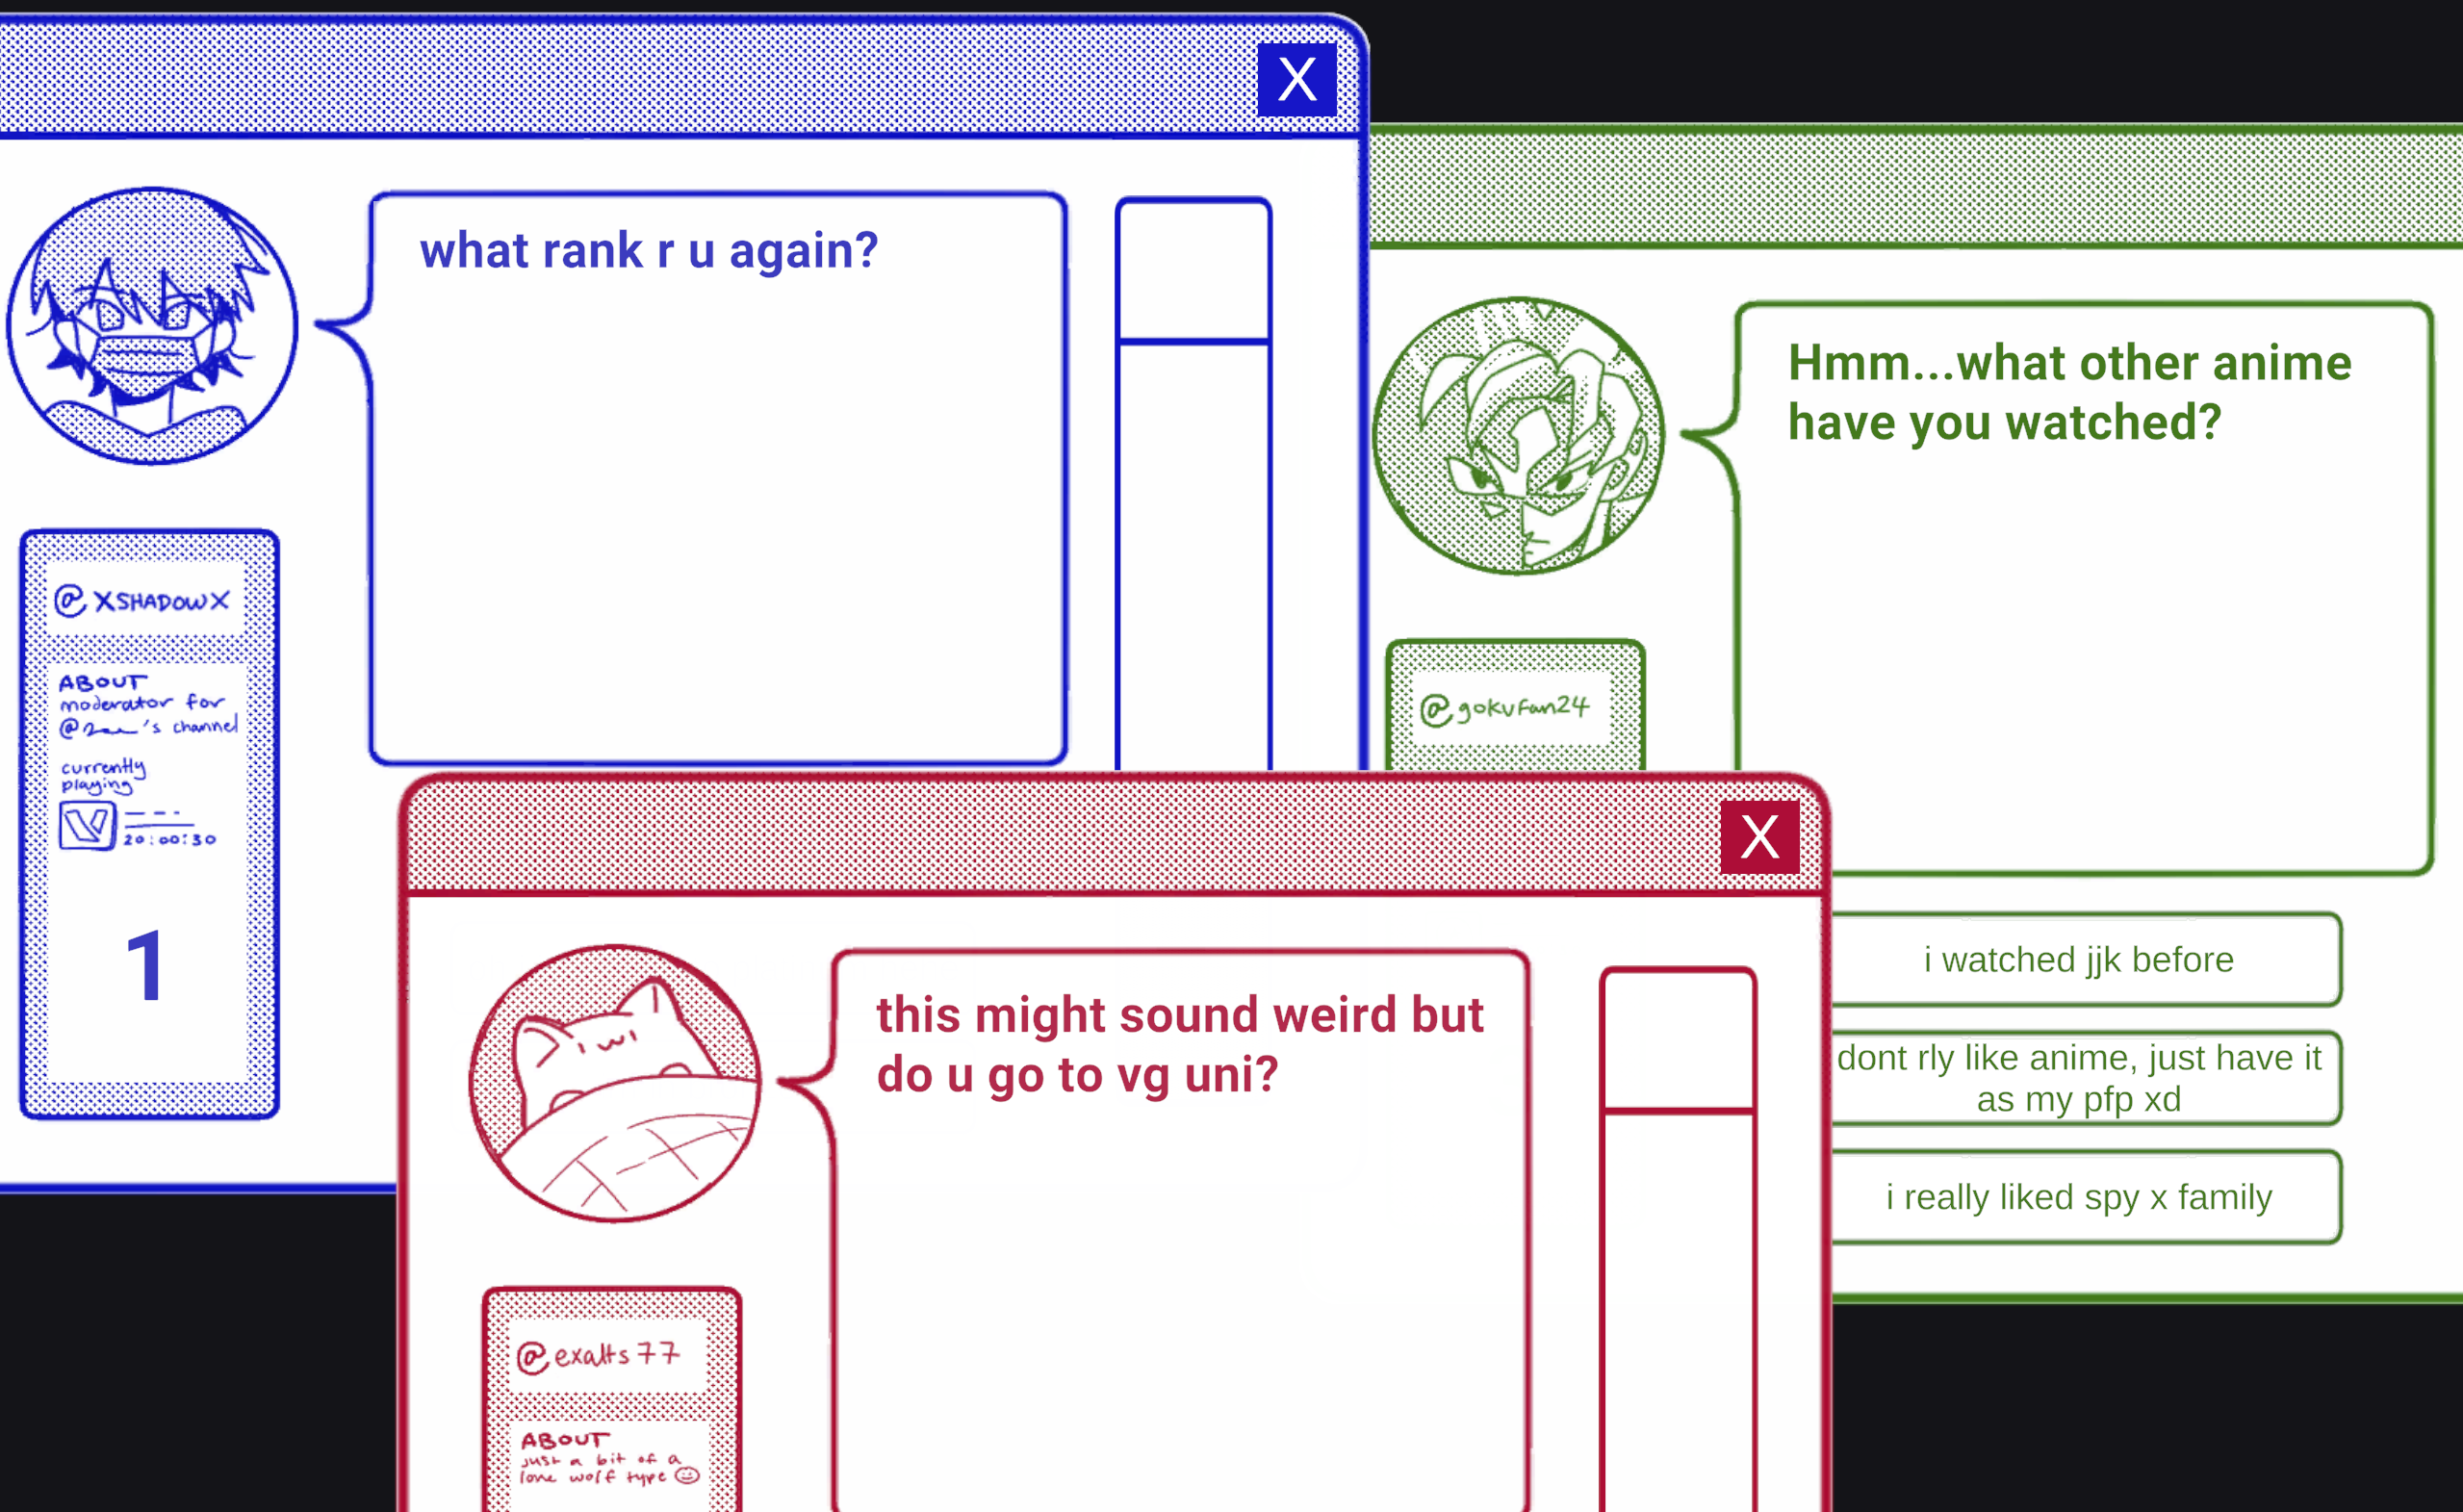 X
what rank r u again?
@XSHADOWX
ABOUT
moderator for
's channel
currently
playing
20:00:30
1
Hmm...what other anime
have you watched?
@gokufan24
i watched jjk before
dont rly like anime, just have it
as my pfp xd
i really liked spy x family
X
this might sound weird but
do u go to vg uni?
@exalts77
ABOUT
just a bit of a
lone wolf type